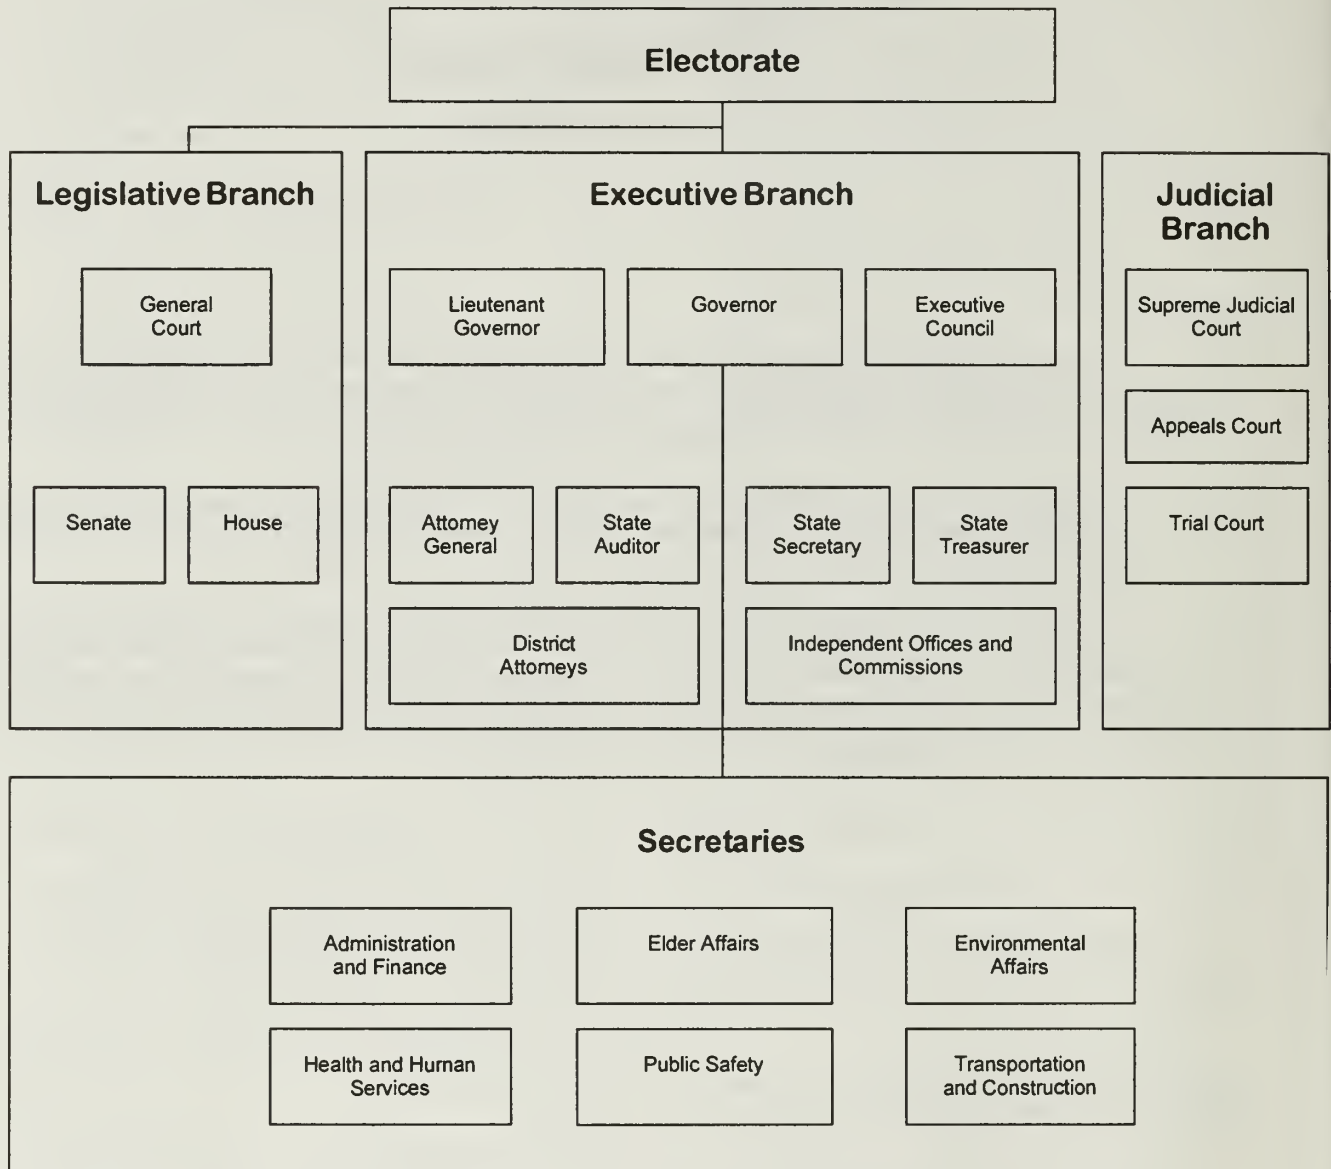 Electorate
Legislative Branch
General
Court
Senate
House
Executive Branch
Lieutenant
Governor
Governor
Executive
Council
Attorney
General
State
Auditor
State
Secretary
State
Treasurer
District
Attorneys
Independent Offices and
Commissions
Judicial
Branch
Supreme Judicial
Court
Appeals Court
Trial Court
Secretaries
Administration
and Finance
Elder Affairs
Environmental
Affairs
Health and Human
Services
Public Safety
Transportation
and Construction